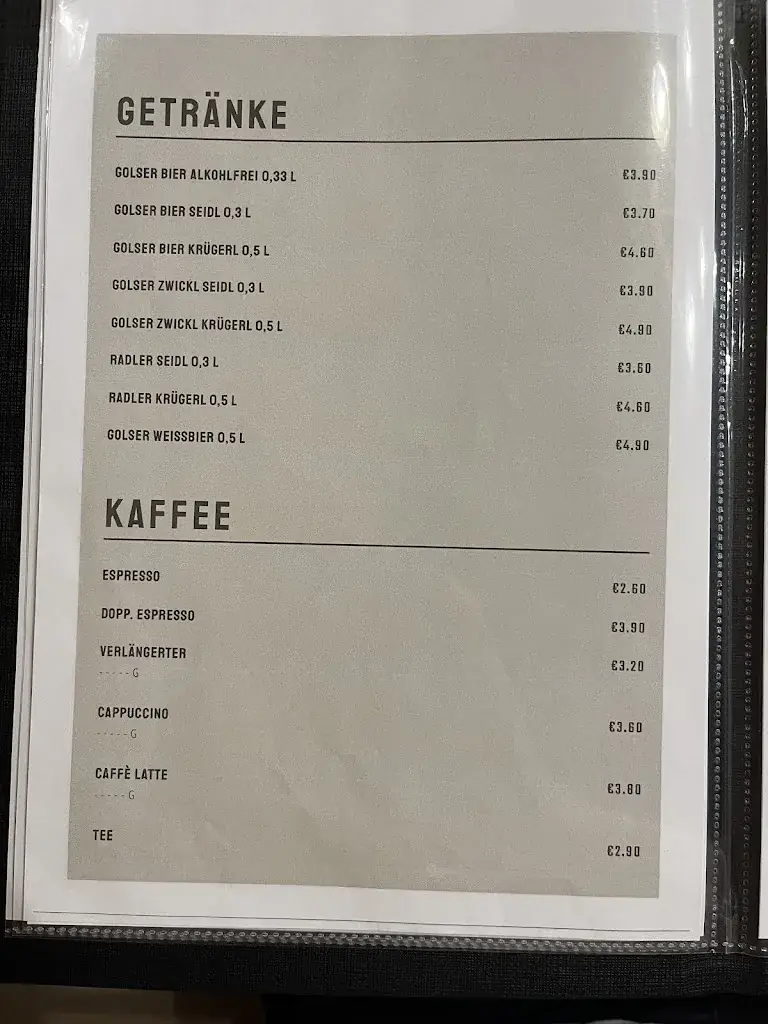 GETRÄNKE
GOLSER BIER ALKOHLFREI 0,33 L €3.90
GOLSER BIER SEIDL 0,3 L €3.70
GOLSER BIER KRÜGERL 0,5 L €4.60
GOLSER ZWICKL SEIDL 0,3 L €3.90
GOLSER ZWICKL KRÜGERL 0,5 L €4.90
RADLER SEIDL 0,3 L €3.60
RADLER KRÜGERL 0,5 L €4.60
GOLSER WEISSBIER 0,5 L €4.90
KAFFEE
ESPRESSO €2.60
DOPP. ESPRESSO €3.90
VERLÄNGERTER €3.20
-----G
CAPPUCCINO €3.60
-----G
CAFFÈ LATTE €3.80
-----G
TEE €2.90